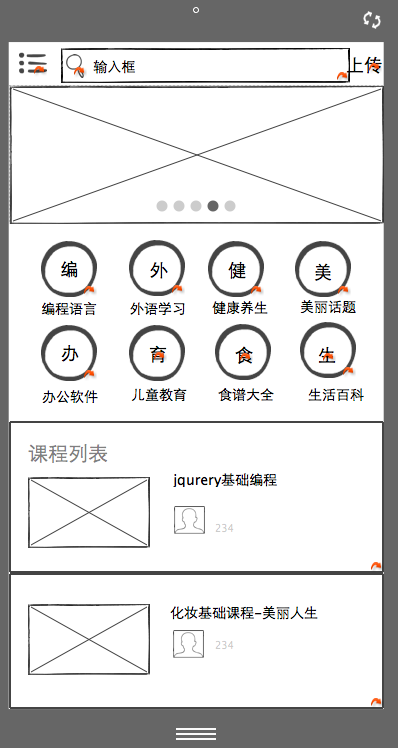 输入框 上传
编 外 健 美
编程语言 外语学习 健康养生 美丽话题
办 育 食 生
办公软件 儿童教育 食谱大全 生活百科
课程列表
jqurery基础编程
234
化妆基础课程-美丽人生
234